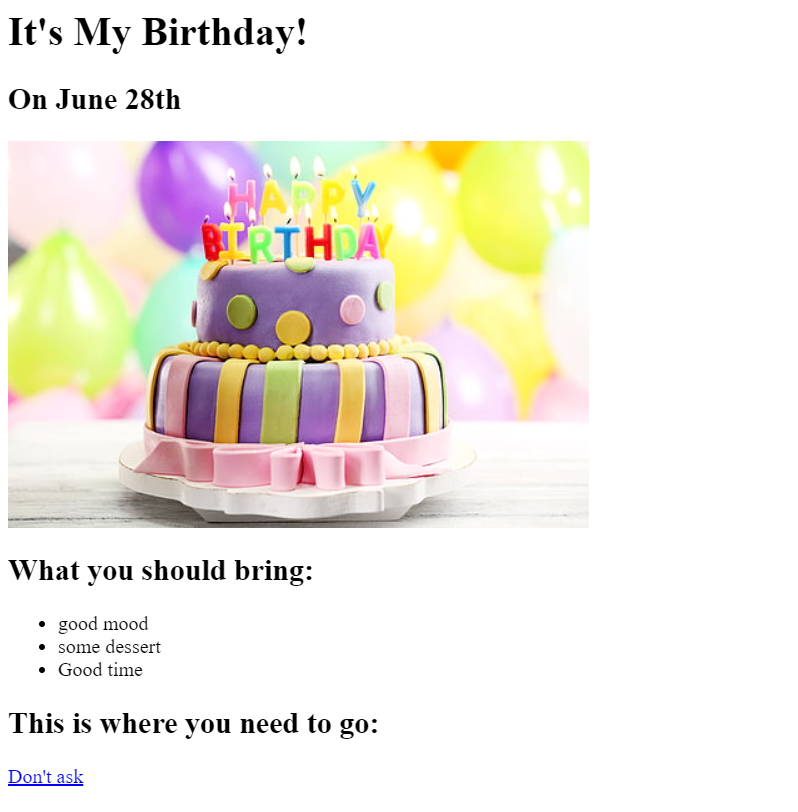 It's My Birthday!
On June 28th
HAPPY
BIRTHDAY
What you should bring:
good mood
some dessert
Good time
This is where you need to go:
Don't ask